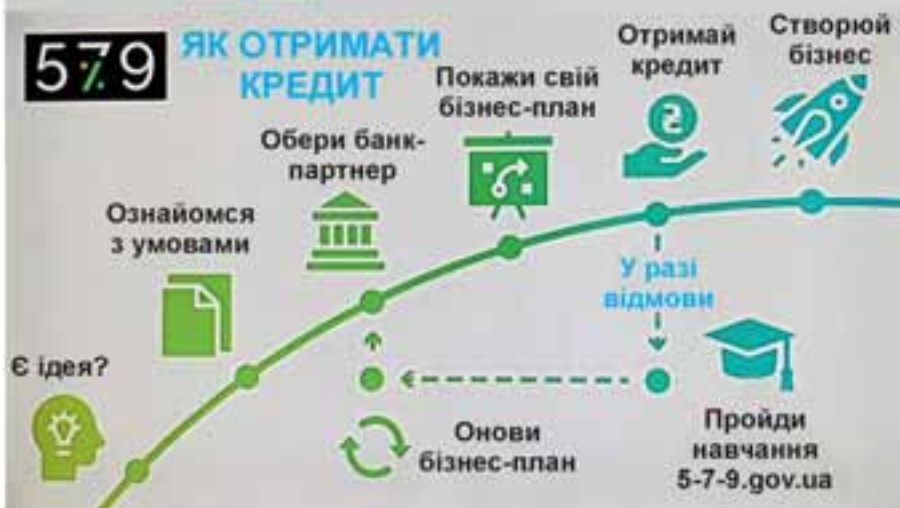 5 7 9
%
ЯК ОТРИМАТИ
КРЕДИТ
Є ідея?
Ознайомся
з умовами
Обери банк-
партнер
Покажи свій
бізнес-план
Отримай
кредит
Створюй
бізнес
У разі
відмови
Пройди
навчання
5-7-9.gov.ua
Онови
бізнес-план